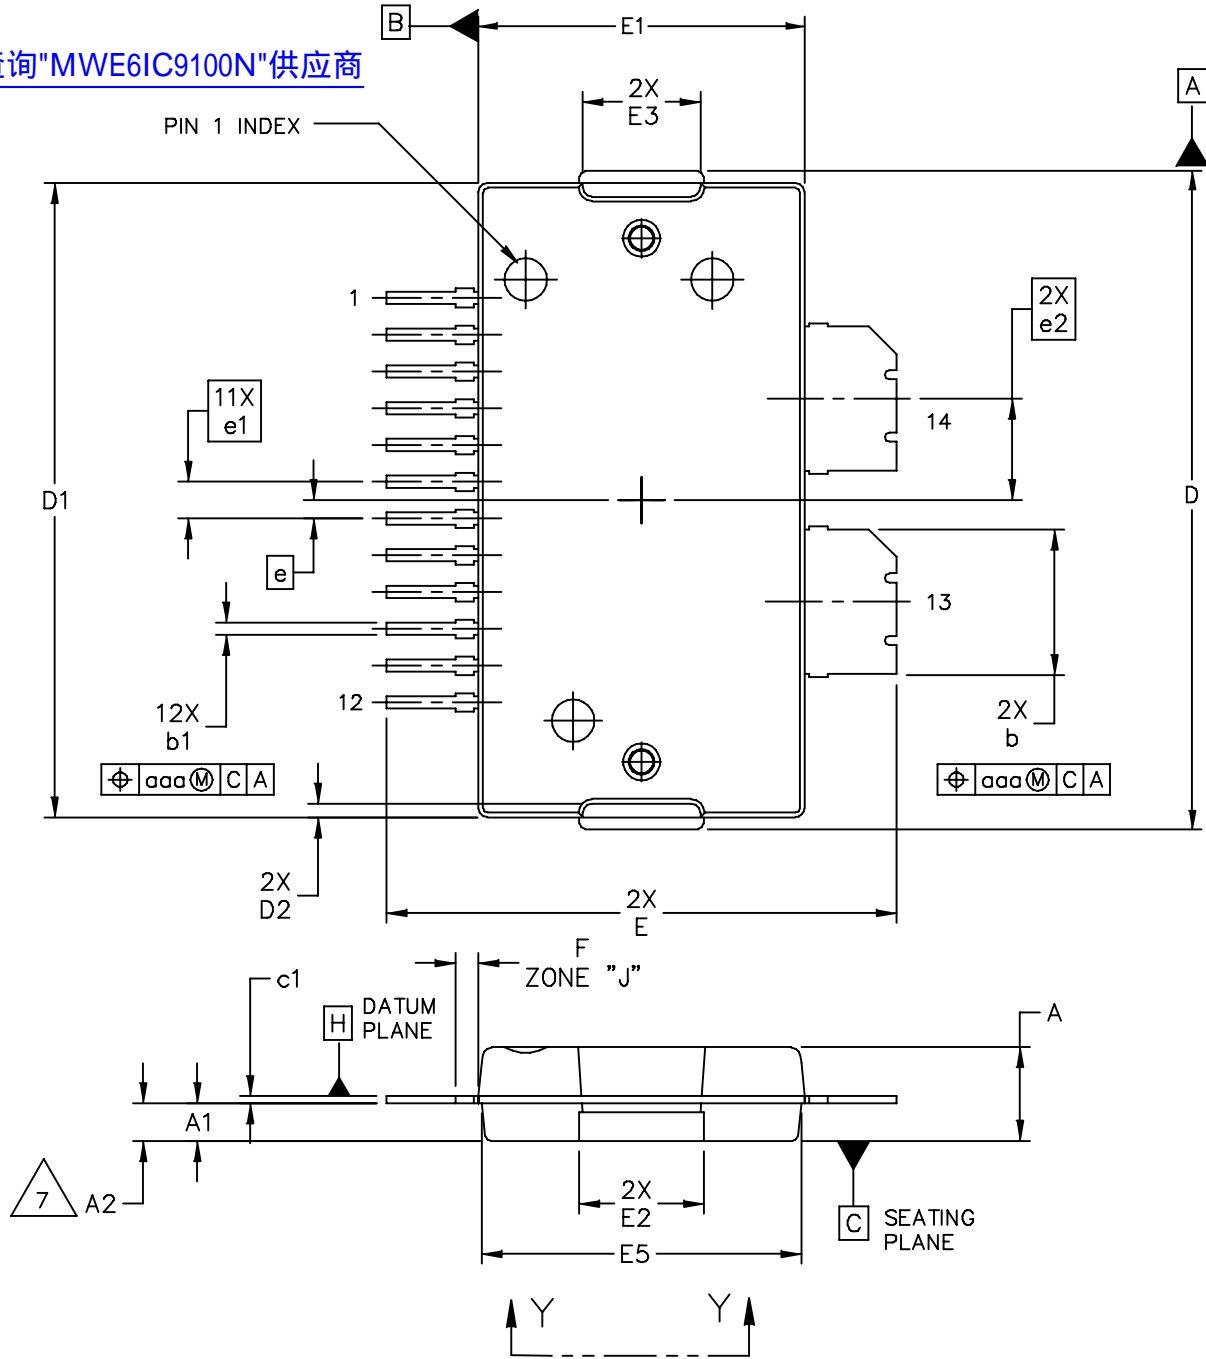 B
E1
查询"MWE6IC9100N"供应商
2X
E3
A
PIN 1 INDEX
1
2X
e2
11X
e1
14
D1
D
e
13
12
12X
b1
2X
b
⌖ aaa Ⓜ C A
⌖ aaa Ⓜ C A
2X
D2
2X
E
F
ZONE "J"
c1
H
DATUM
PLANE
A
A1
7
A2
2X
E2
C
SEATING
PLANE
E5
Y
Y